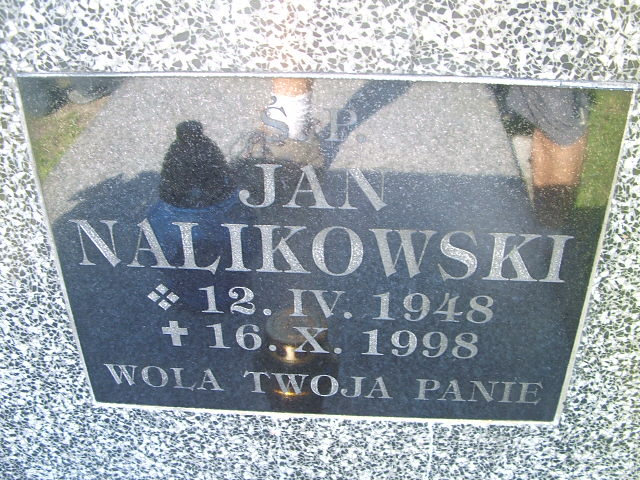 Ś.P.
JAN
NALIKOWSKI
12. IV. 1948
16. X. 1998
WOLA TWOJA PANIE